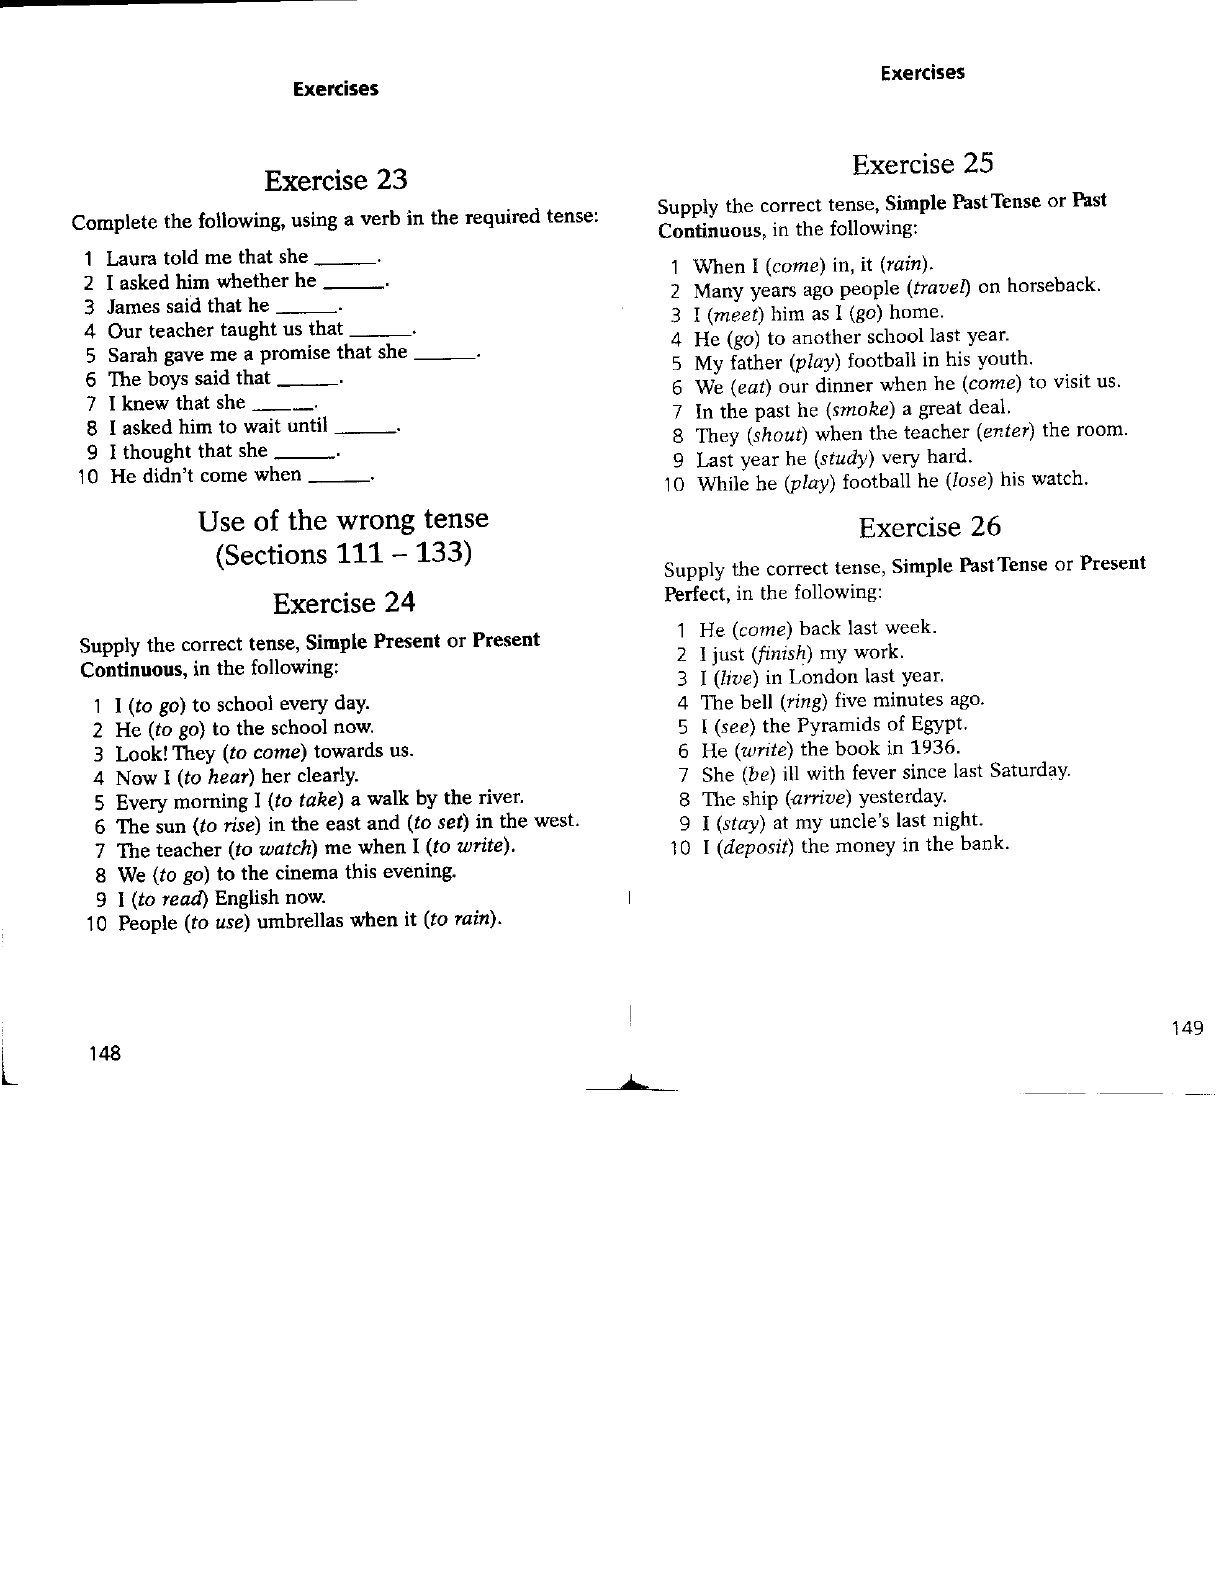 Exercises
Exercise 23
Complete the following, using a verb in the required tense:
1 Laura told me that she ______.
2 I asked him whether he ______.
3 James said that he ______.
4 Our teacher taught us that ______.
5 Sarah gave me a promise that she ______.
6 The boys said that ______.
7 I knew that she ______.
8 I asked him to wait until ______.
9 I thought that she ______.
10 He didn't come when ______.
Use of the wrong tense
(Sections 111 – 133)
Exercise 24
Supply the correct tense, Simple Present or Present
Continuous, in the following:
1 I (to go) to school every day.
2 He (to go) to the school now.
3 Look! They (to come) towards us.
4 Now I (to hear) her clearly.
5 Every morning I (to take) a walk by the river.
6 The sun (to rise) in the east and (to set) in the west.
7 The teacher (to watch) me when I (to write).
8 We (to go) to the cinema this evening.
9 I (to read) English now.
10 People (to use) umbrellas when it (to rain).
148
Exercises
Exercise 25
Supply the correct tense, Simple Past Tense or Past
Continuous, in the following:
1 When I (come) in, it (rain).
2 Many years ago people (travel) on horseback.
3 I (meet) him as I (go) home.
4 He (go) to another school last year.
5 My father (play) football in his youth.
6 We (eat) our dinner when he (come) to visit us.
7 In the past he (smoke) a great deal.
8 They (shout) when the teacher (enter) the room.
9 Last year he (study) very hard.
10 While he (play) football he (lose) his watch.
Exercise 26
Supply the correct tense, Simple Past Tense or Present
Perfect, in the following:
1 He (come) back last week.
2 I just (finish) my work.
3 I (live) in London last year.
4 The bell (ring) five minutes ago.
5 I (see) the Pyramids of Egypt.
6 He (write) the book in 1936.
7 She (be) ill with fever since last Saturday.
8 The ship (arrive) yesterday.
9 I (stay) at my uncle's last night.
10 I (deposit) the money in the bank.
149